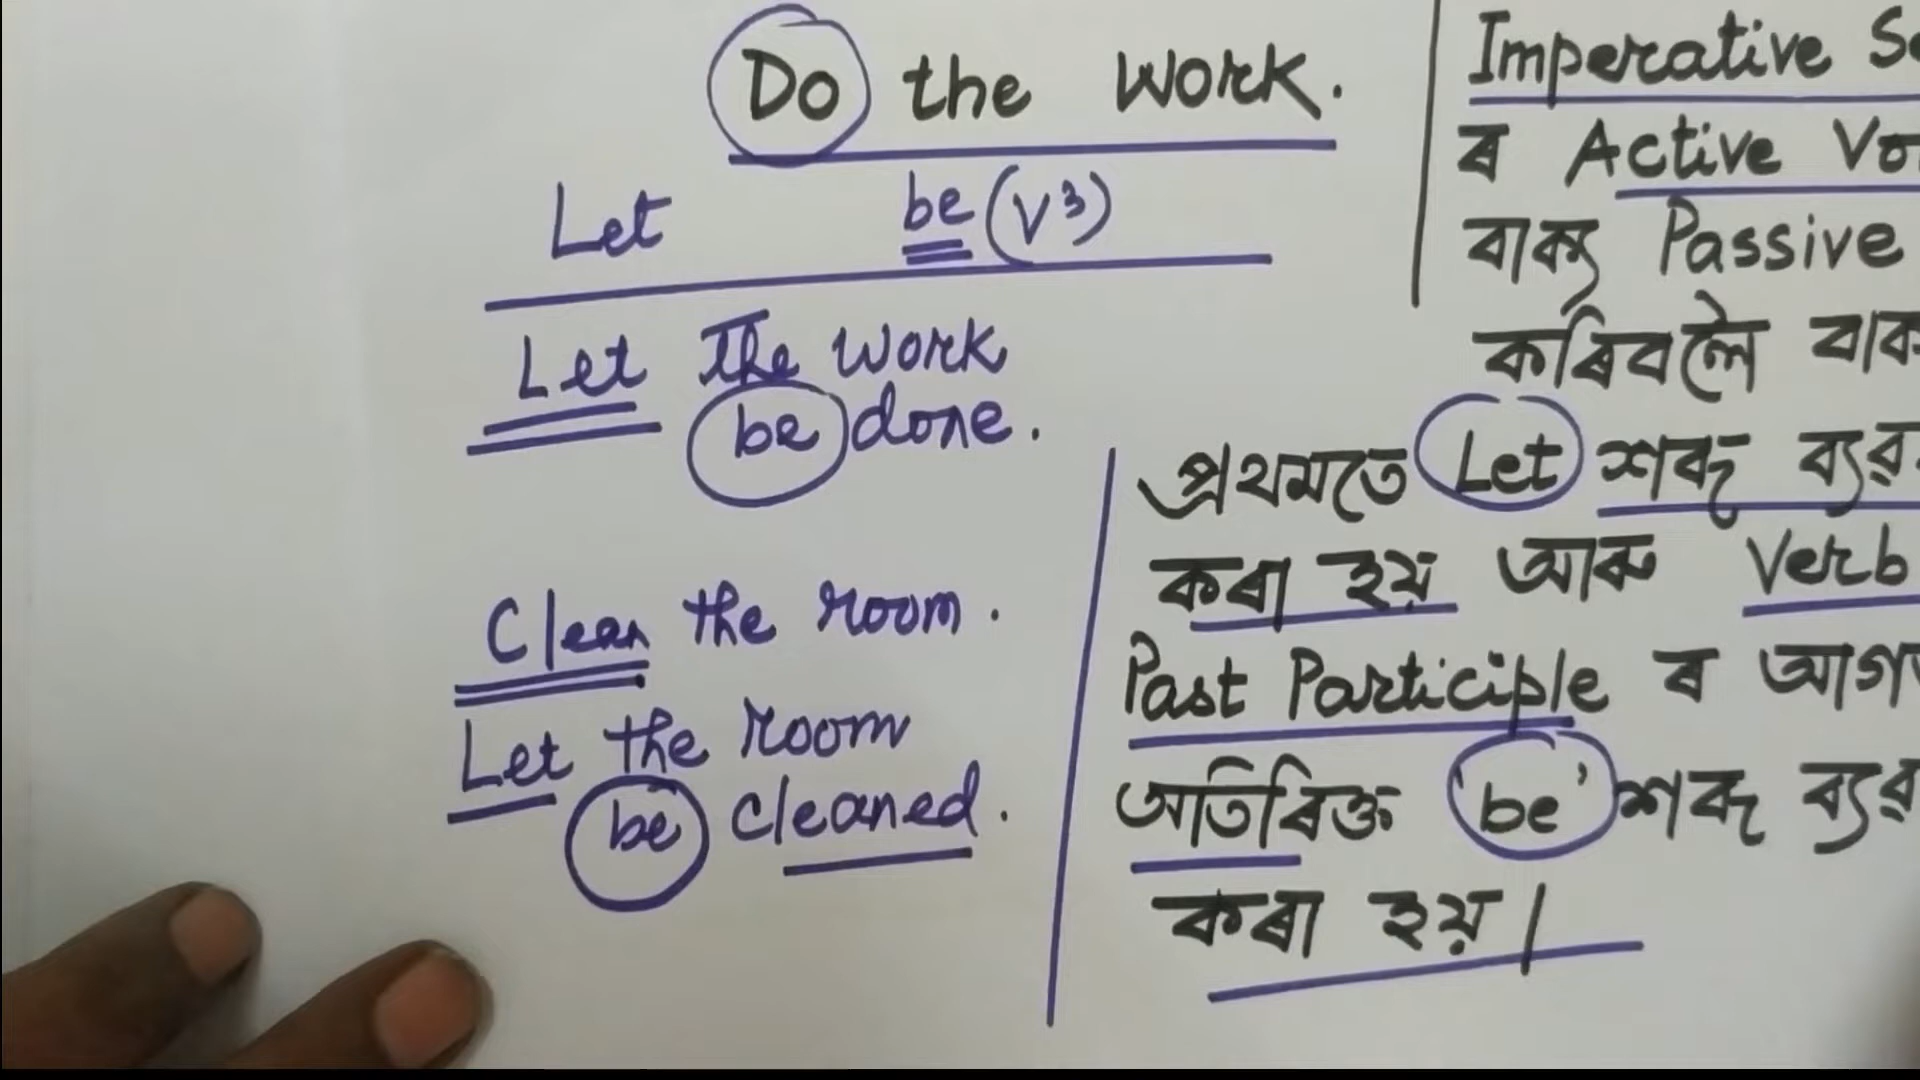 Do the work.
Let be (V³)
Let the work
be done.
Clean the room.
Let the room
be cleaned.
Imperative
ৰ Active
বাক্য Passive
কৰিবলৈ
প্ৰথমতে Let শব্দ
কৰা হয় আৰু Verb
Past Participle ৰ
অতিৰিক্ত 'be' শব্দ
কৰা হয়।